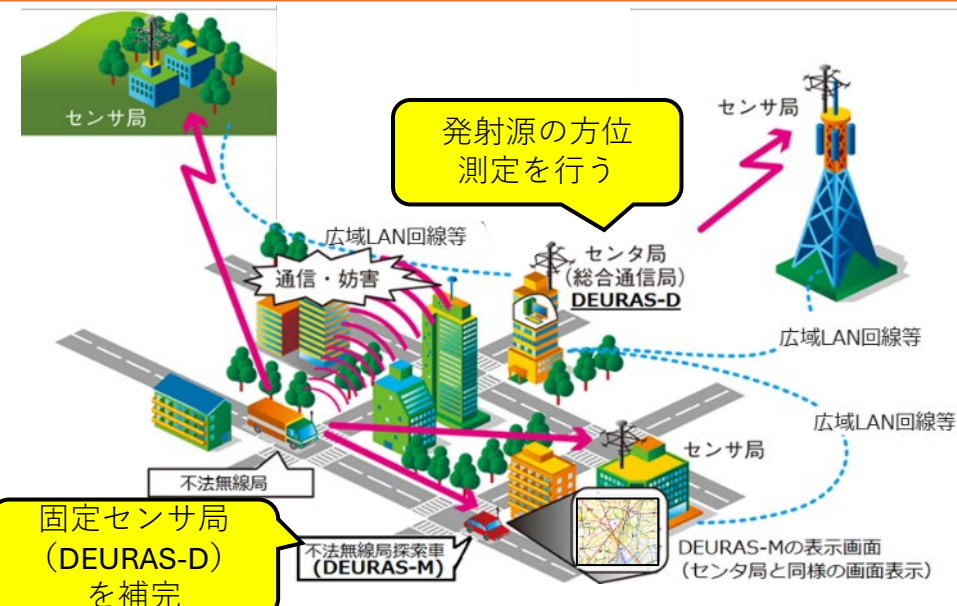 センサ局
発射源の方位
測定を行う
センサ局
広域LAN回線等
通信・妨害
センタ局
(総合通信局)
DEURAS-D
広域LAN回線等
広域LAN回線等
センサ局
不法無線局
固定センサ局
(DEURAS-D)
を補完
不法無線局探索車
(DEURAS-M)
DEURAS-Mの表示画面
(センタ局と同様の画面表示)